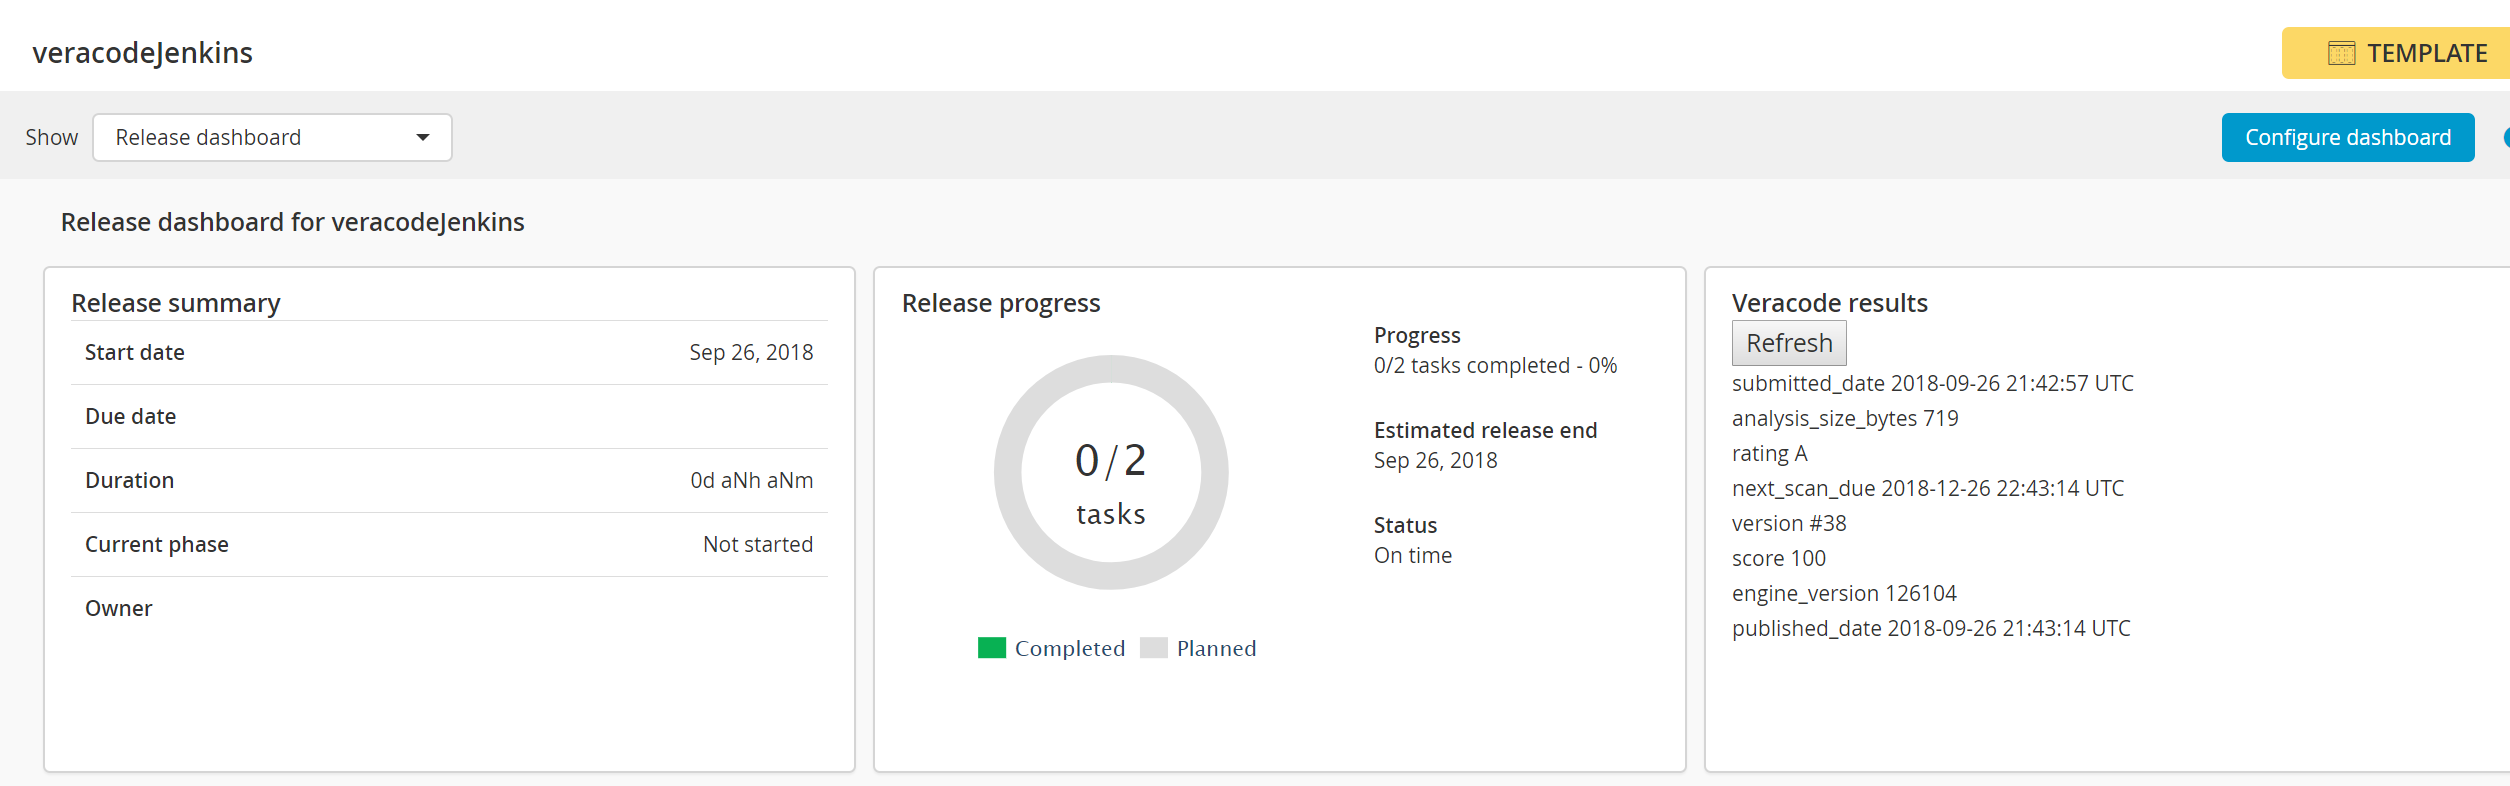 veracodeJenkins
TEMPLATE
Show
Release dashboard
Configure dashboard
Release dashboard for veracodeJenkins
Release summary
Start date Sep 26, 2018
Due date
Duration 0d aNh aNm
Current phase Not started
Owner
Release progress
0/2
tasks
Completed Planned
Progress
0/2 tasks completed - 0%
Estimated release end
Sep 26, 2018
Status
On time
Veracode results
Refresh
submitted_date 2018-09-26 21:42:57 UTC
analysis_size_bytes 719
rating A
next_scan_due 2018-12-26 22:43:14 UTC
version #38
score 100
engine_version 126104
published_date 2018-09-26 21:43:14 UTC